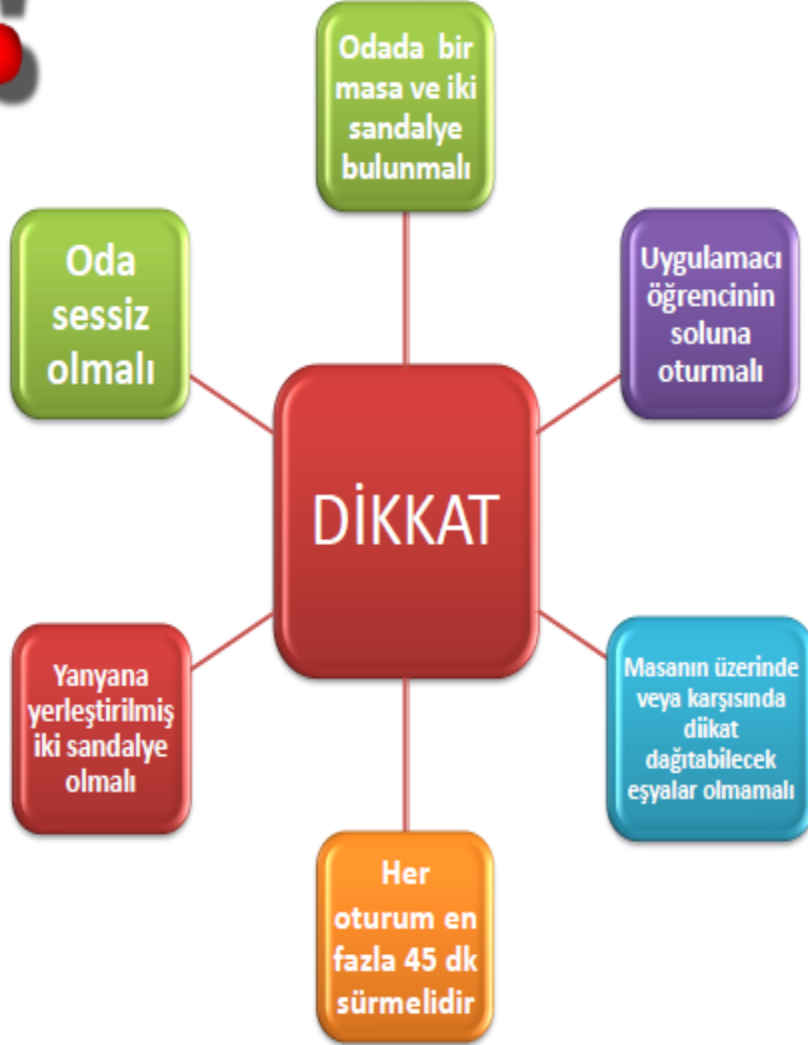 Odada bir
masa ve iki
sandalye
bulunmalı
Oda
sessiz
olmalı
Uygulamacı
öğrencinin
soluna
oturmalı
DİKKAT
Yanyana
yerleştirilmiş
iki sandalye
olmalı
Masanın üzerinde
veya karşısında
diikat
dağıtabilecek
eşyalar olmamalı
Her
oturum en
fazla 45 dk
sürmelidir